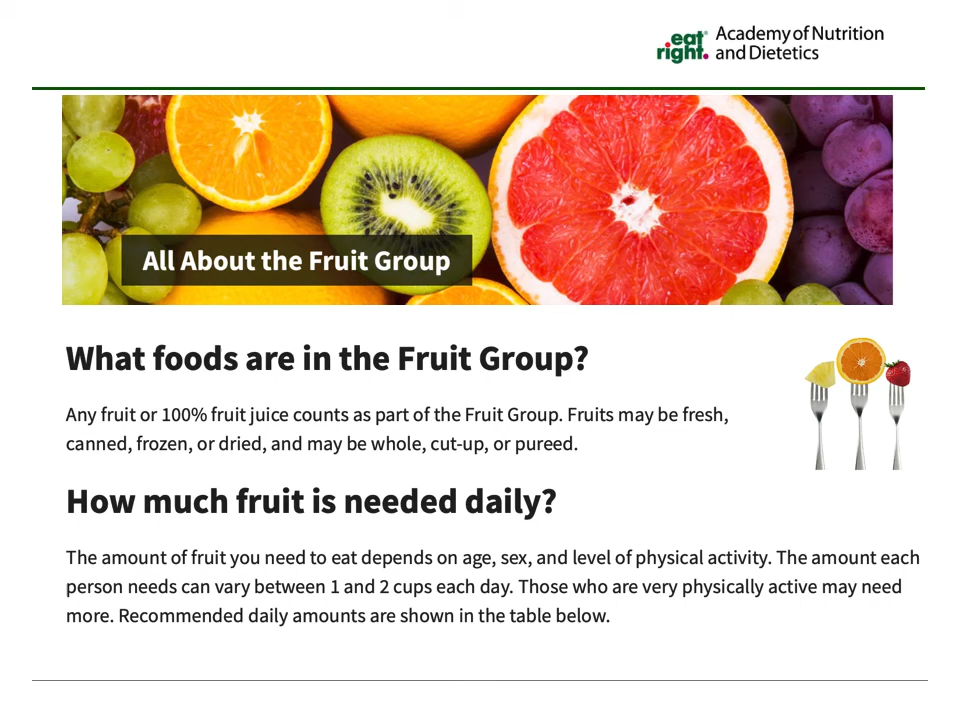 eat right.
Academy of Nutrition
and Dietetics
All About the Fruit Group
What foods are in the Fruit Group?
Any fruit or 100% fruit juice counts as part of the Fruit Group. Fruits may be fresh,
canned, frozen, or dried, and may be whole, cut-up, or pureed.
How much fruit is needed daily?
The amount of fruit you need to eat depends on age, sex, and level of physical activity. The amount each
person needs can vary between 1 and 2 cups each day. Those who are very physically active may need
more. Recommended daily amounts are shown in the table below.